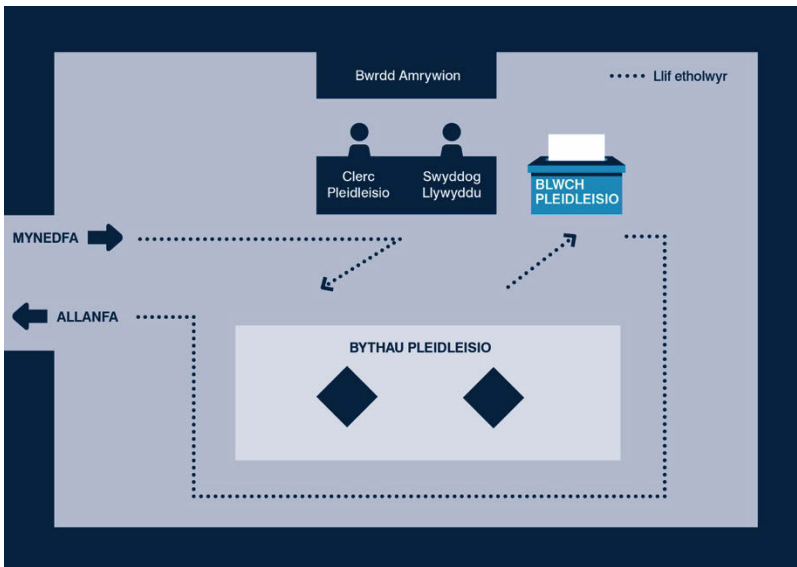 Bwrdd Amrywion
Llif etholwyr
Clerc
Pleidleisio
Swyddog
Llywyddu
BLWCH
PLEIDLEISIO
MYNEDFA
ALLANFA
BYTHAU PLEIDLEISIO